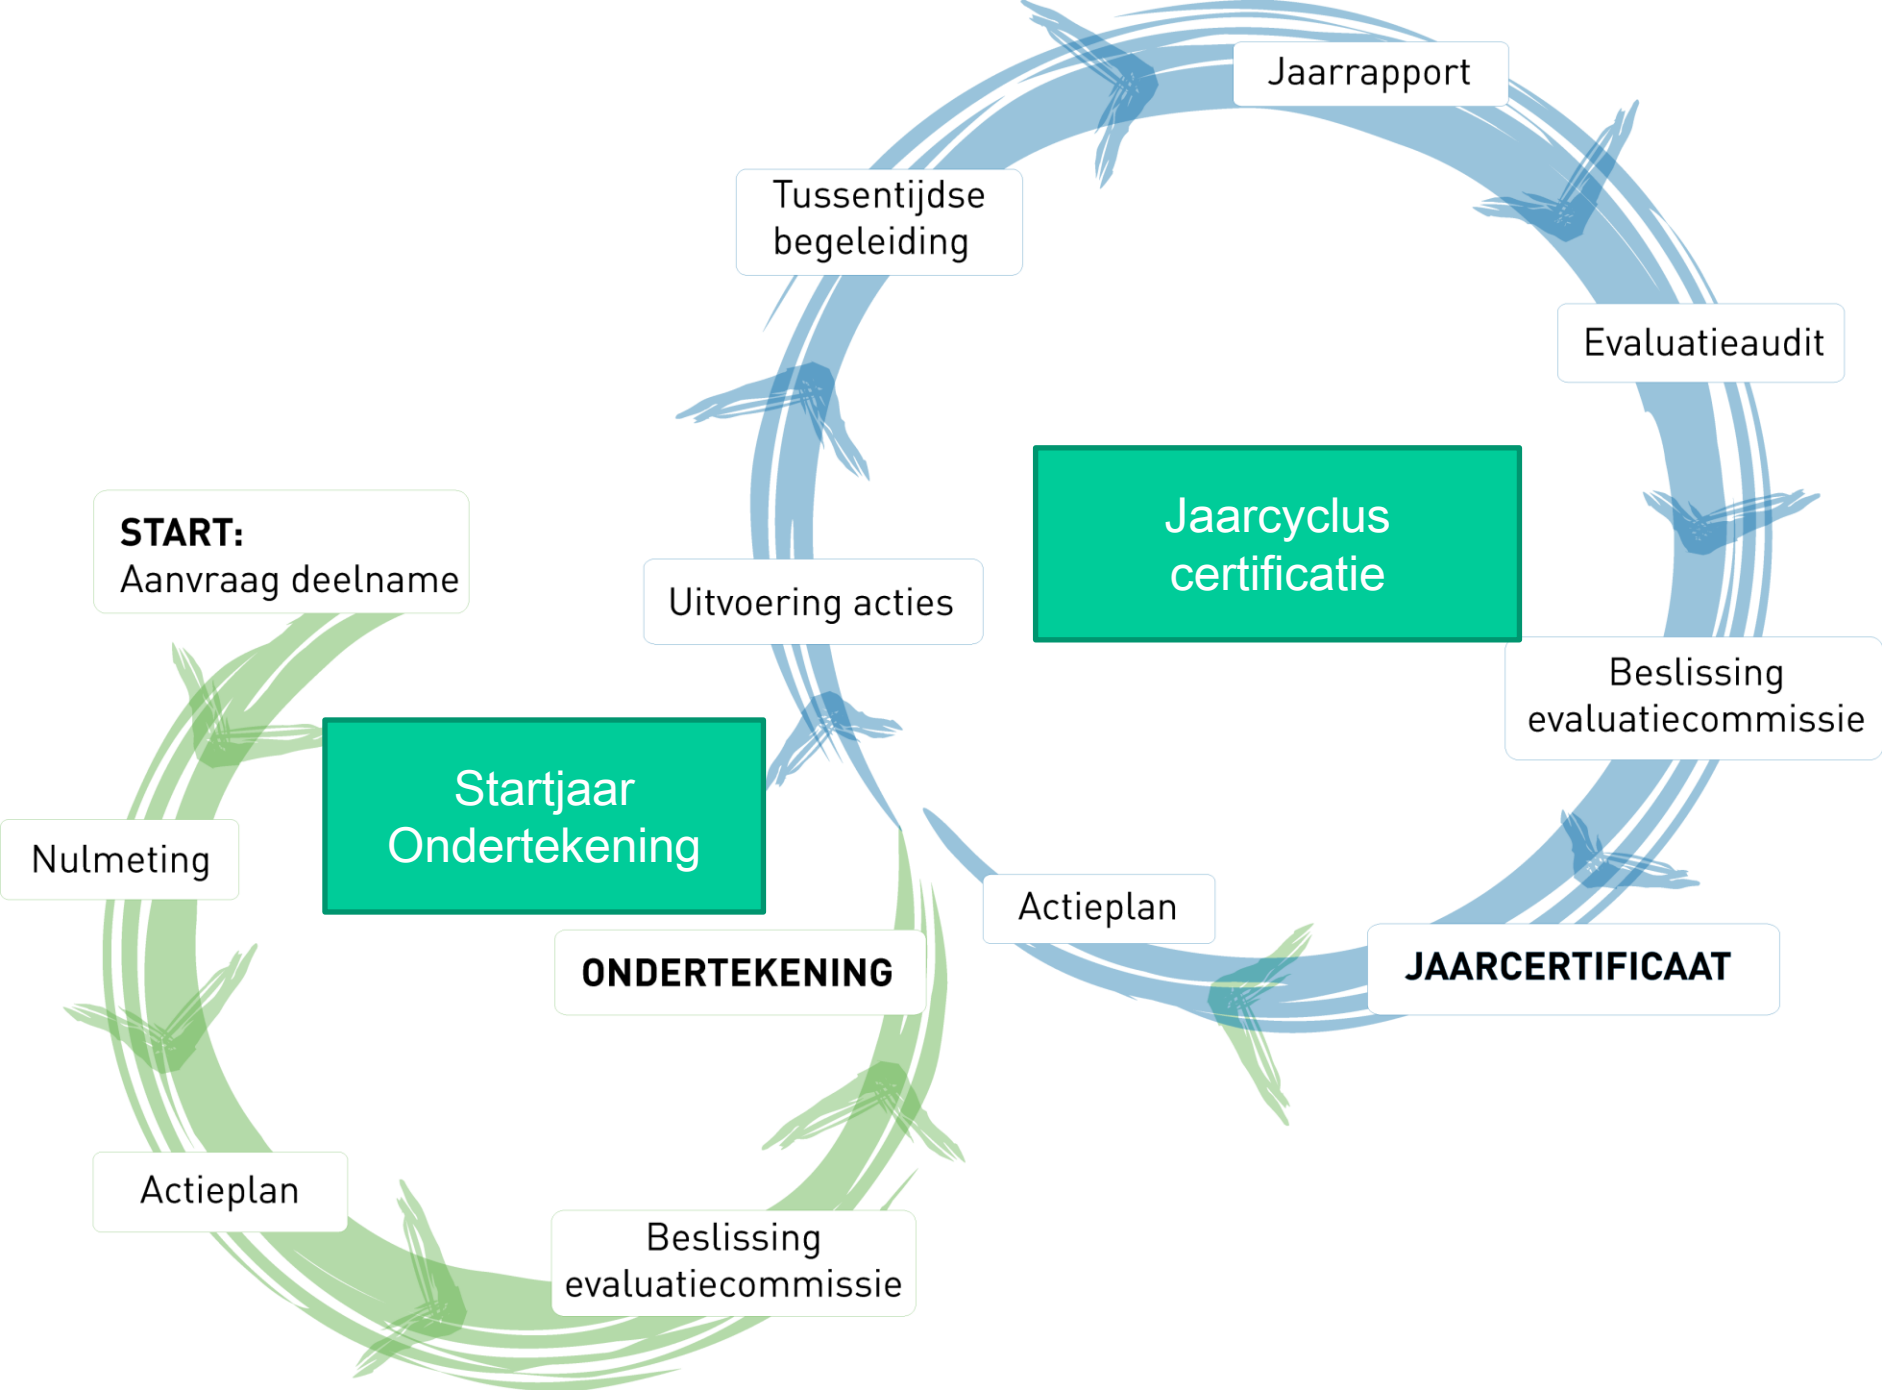 START:
Aanvraag deelname
Nulmeting
Actieplan
Beslissing
evaluatiecommissie
ONDERTEKENING
Startjaar
Ondertekening
Uitvoering acties
Tussentijdse
begeleiding
Jaarrapport
Evaluatieaudit
Beslissing
evaluatiecommissie
JAARCERTIFICAAT
Actieplan
Jaarcyclus
certificatie